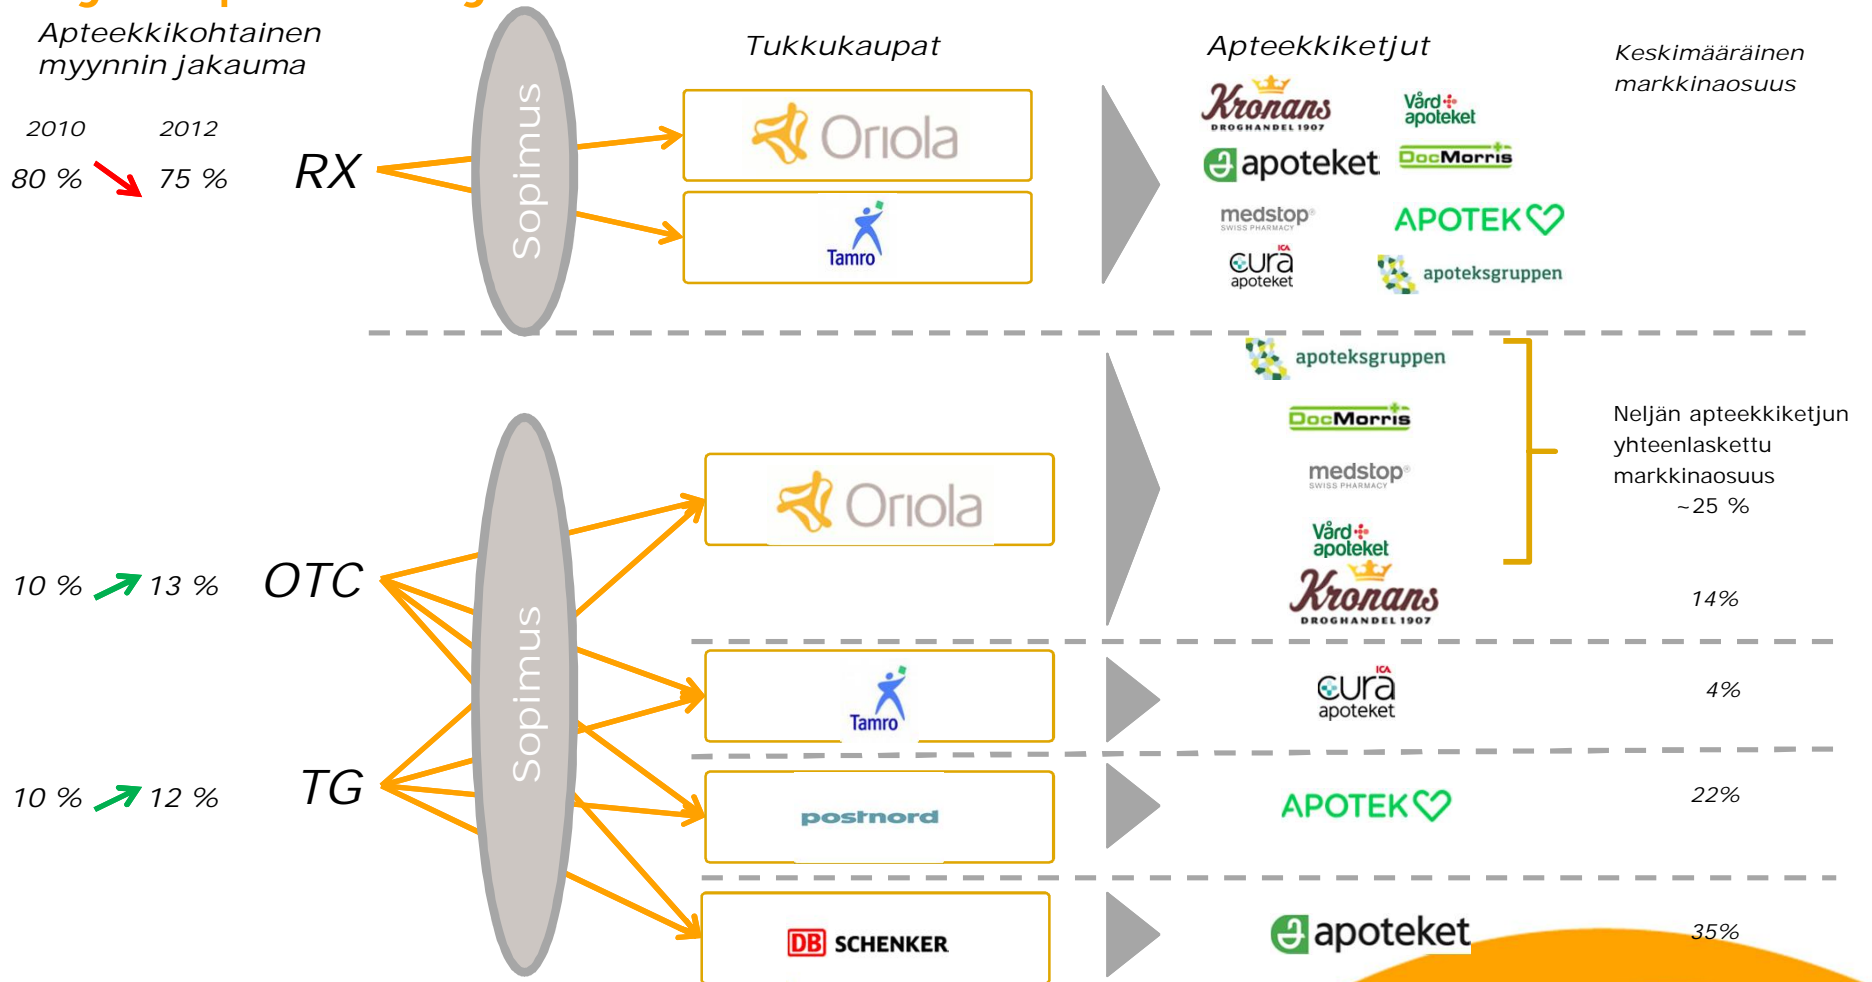 Apteekkikohtainen
myynnin jakauma
Tukkukaupat
Apteekkiketjut
Keskimääräinen
markkinaosuus
2010
2012
80 %
75 %
RX
Sopimus
Oriola
Tamro
Kronans
DROGHANDEL 1907
Vård
apoteket
apoteket
DocMorris
medstop®
SWISS PHARMACY
APOTEK
ICA
cura
apoteket
apoteksgruppen
apoteksgruppen
DocMorris
medstop®
SWISS PHARMACY
Vård
apoteket
Neljän apteekkiketjun
yhteenlaskettu
markkinaosuus
~25 %
10 %
13 %
OTC
Sopimus
Oriola
Kronans
DROGHANDEL 1907
14%
Tamro
ICA
cura
apoteket
4%
10 %
12 %
TG
postnord
APOTEK
22%
DB SCHENKER
apoteket
35%